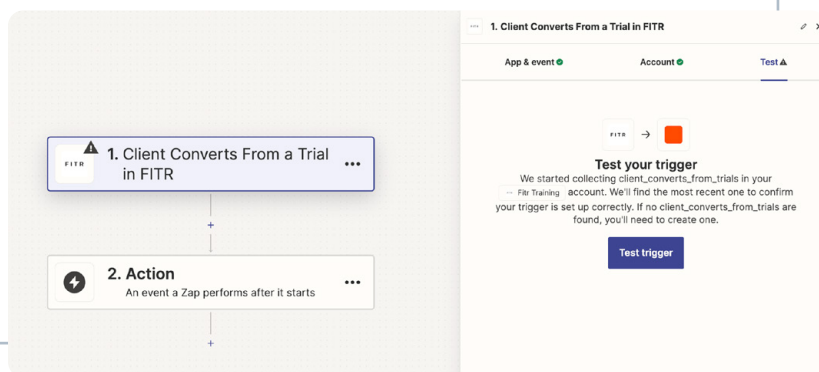 1. Client Converts From a Trial in FITR
App & event
Account
Test
FITR
1. Client Converts From a Trial
in FITR
2. Action
An event a Zap performs after it starts
FITR
Test your trigger
We started collecting client_converts_from_trials in your
Fitr Training account. We'll find the most recent one to confirm
your trigger is set up correctly. If no client_converts_from_trials are
found, you'll need to create one.
Test trigger